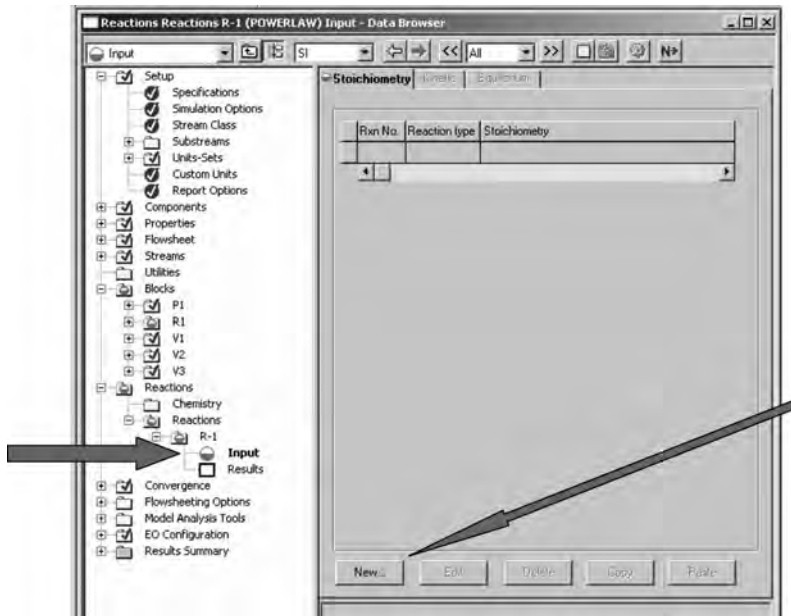 Reactions Reactions R-1 (POWERLAW) Input - Data Browser
Input SI << All >> N
Setup
Specifications
Simulation Options
Stream Class
Substreams
Units-Sets
Custom Units
Report Options
Components
Properties
Flowsheet
Streams
Utilities
Blocks
P1
R1
V1
V2
V3
Reactions
Chemistry
Reactions
R-1
Input
Results
Convergence
Flowsheeting Options
Model Analysis Tools
EO Configuration
Results Summary
Stoichiometry Kinetic Equilibrium
Rxn No. Reaction type Stoichiometry
New... Edit Delete Copy Paste